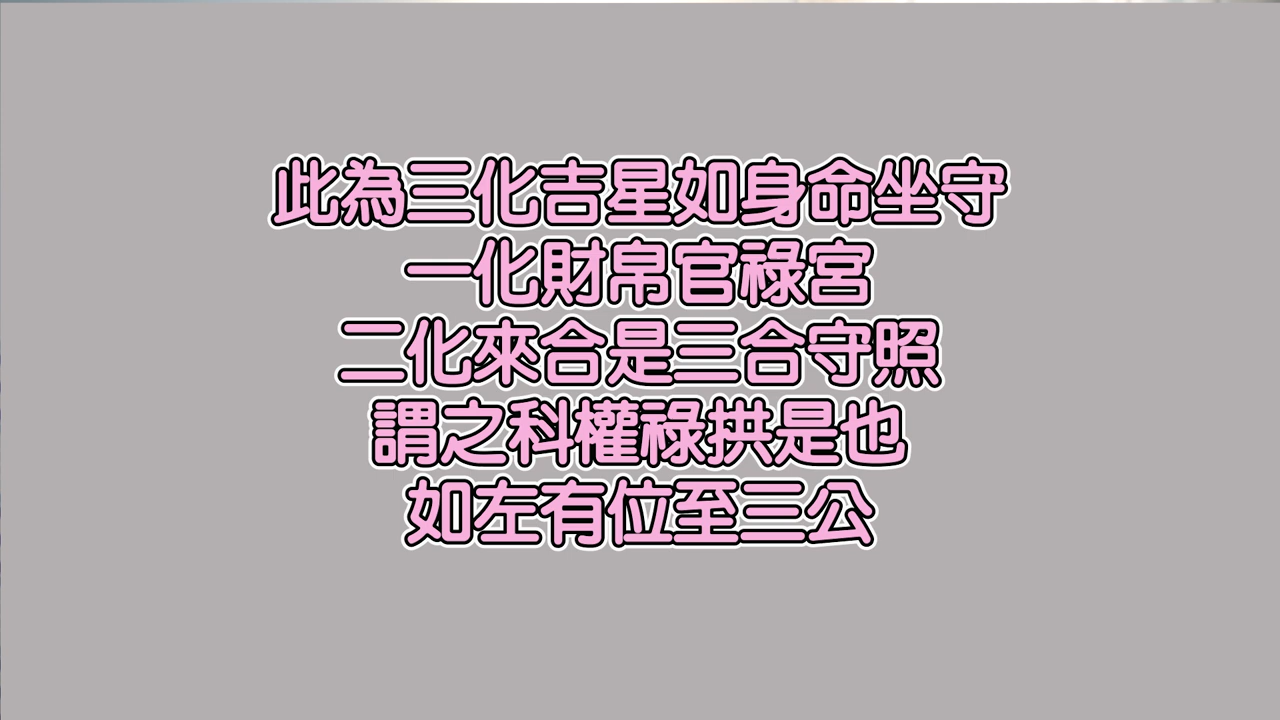 此為三化吉星如身命坐守
一化財帛官祿宮
二化來合是三合守照
謂之科權祿拱是也
如左有位至三公